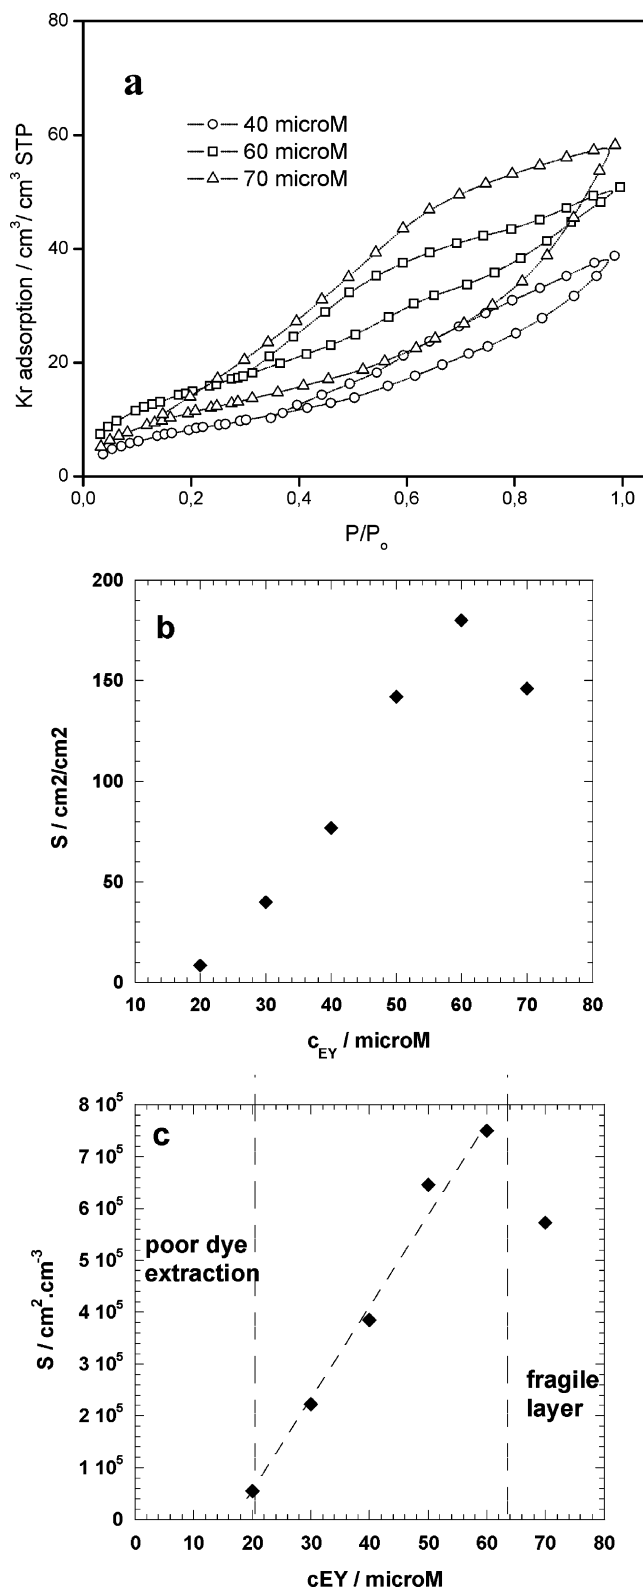 80
a
40 microM
60 microM
70 microM
60
40
20
0
Kr adsorption / cm³/ cm³ STP
0,0 0,2 0,4 0,6 0,8 1,0
P/Pₒ
200
b
150
100
50
0
S / cm2/cm2
10 20 30 40 50 60 70 80
c_EY / microM
8 10⁵
c
7 10⁵
6 10⁵
5 10⁵
4 10⁵
3 10⁵
2 10⁵
1 10⁵
0
S / cm².cm⁻³
poor dye
extraction
fragile
layer
0 10 20 30 40 50 60 70 80
cEY / microM